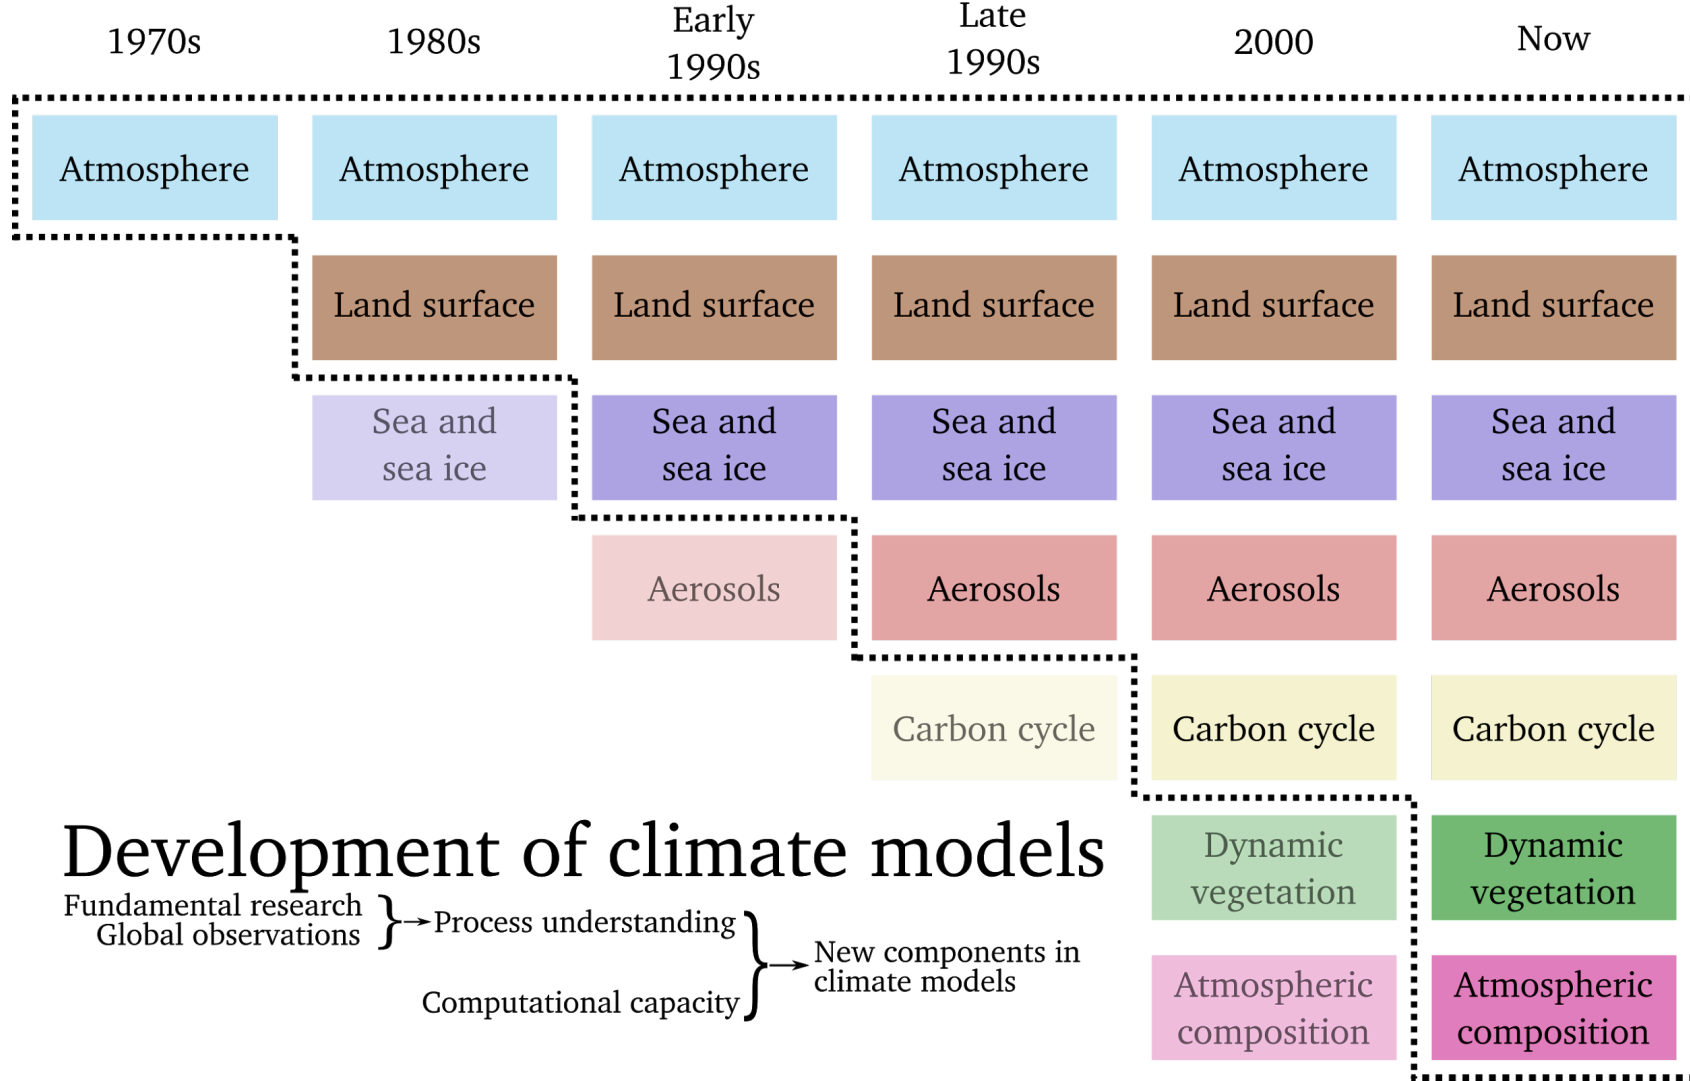 1970s
1980s
Early
1990s
Late
1990s
2000
Now
Atmosphere
Atmosphere
Atmosphere
Atmosphere
Atmosphere
Atmosphere
Land surface
Land surface
Land surface
Land surface
Land surface
Sea and
sea ice
Sea and
sea ice
Sea and
sea ice
Sea and
sea ice
Sea and
sea ice
Aerosols
Aerosols
Aerosols
Aerosols
Carbon cycle
Carbon cycle
Carbon cycle
Dynamic
vegetation
Dynamic
vegetation
Atmospheric
composition
Atmospheric
composition
Development of climate models
Fundamental research
Global observations
Process understanding
Computational capacity
New components in
climate models